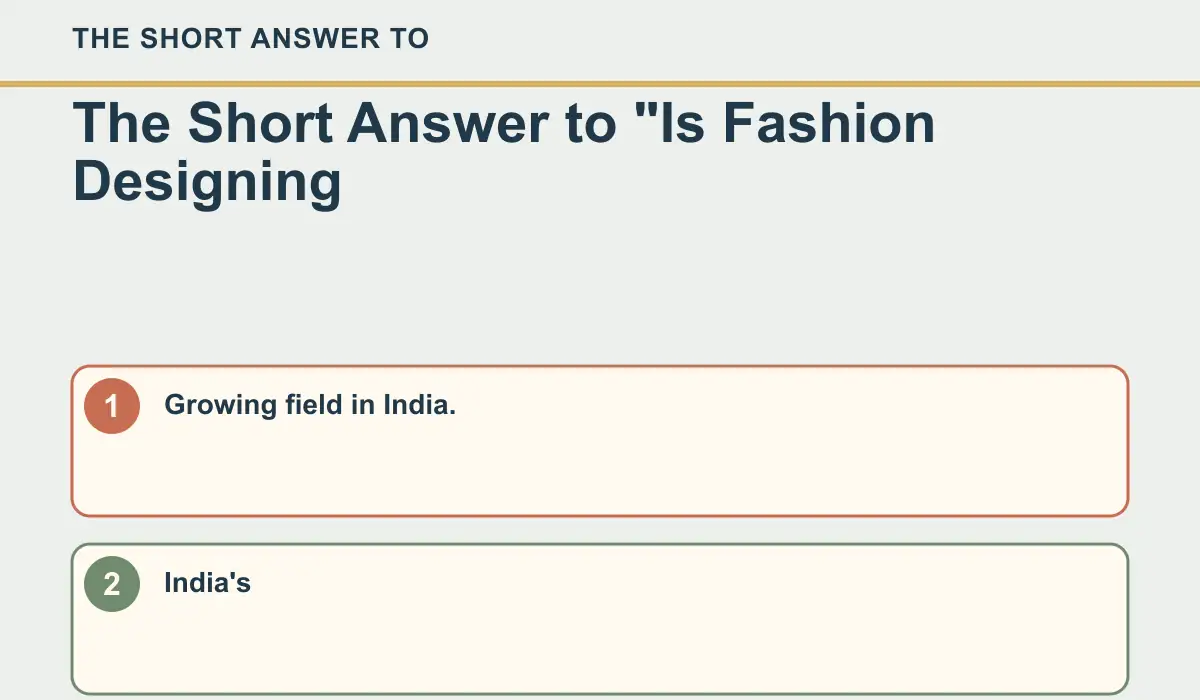 THE SHORT ANSWER TO
The Short Answer to "Is Fashion
Designing
1
Growing field in India.
2
India's